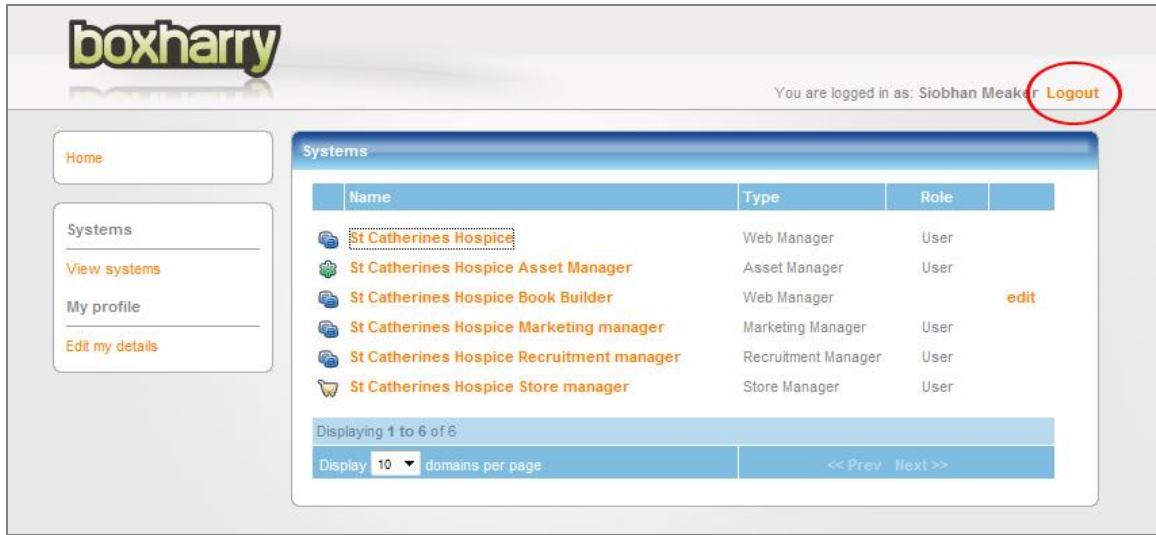 boxharry
You are logged in as: Siobhan Meaker Logout
Home
Systems
View systems
My profile
Edit my details
Systems
Name Type Role
St Catherines Hospice Web Manager User
St Catherines Hospice Asset Manager Asset Manager User
St Catherines Hospice Book Builder Web Manager edit
St Catherines Hospice Marketing manager Marketing Manager User
St Catherines Hospice Recruitment manager Recruitment Manager User
St Catherines Hospice Store manager Store Manager User
Displaying 1 to 6 of 6
Display 10 domains per page << Prev Next >>